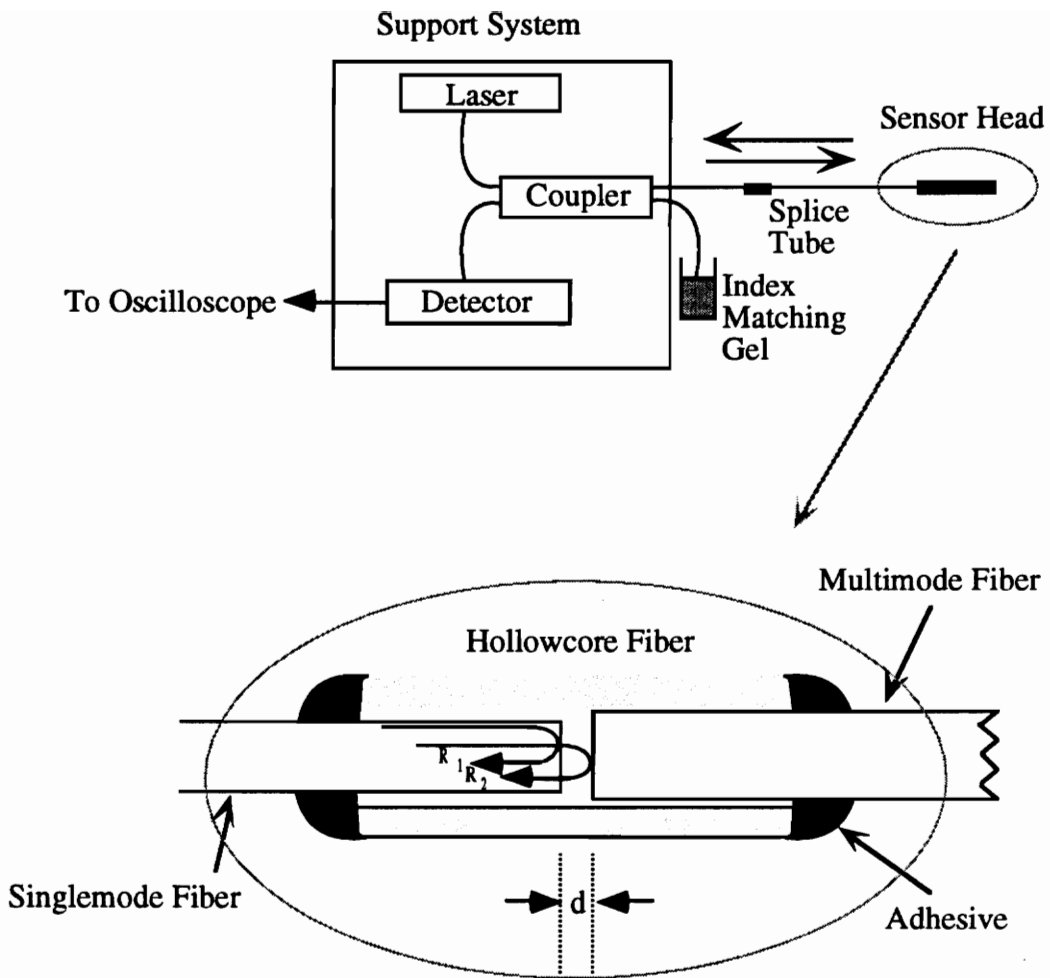 Support System
Laser
Sensor Head
Coupler
Splice
Tube
To Oscilloscope
Detector
Index
Matching
Gel
Multimode Fiber
Hollowcore Fiber
R 1
R 2
Singlemode Fiber
d
Adhesive